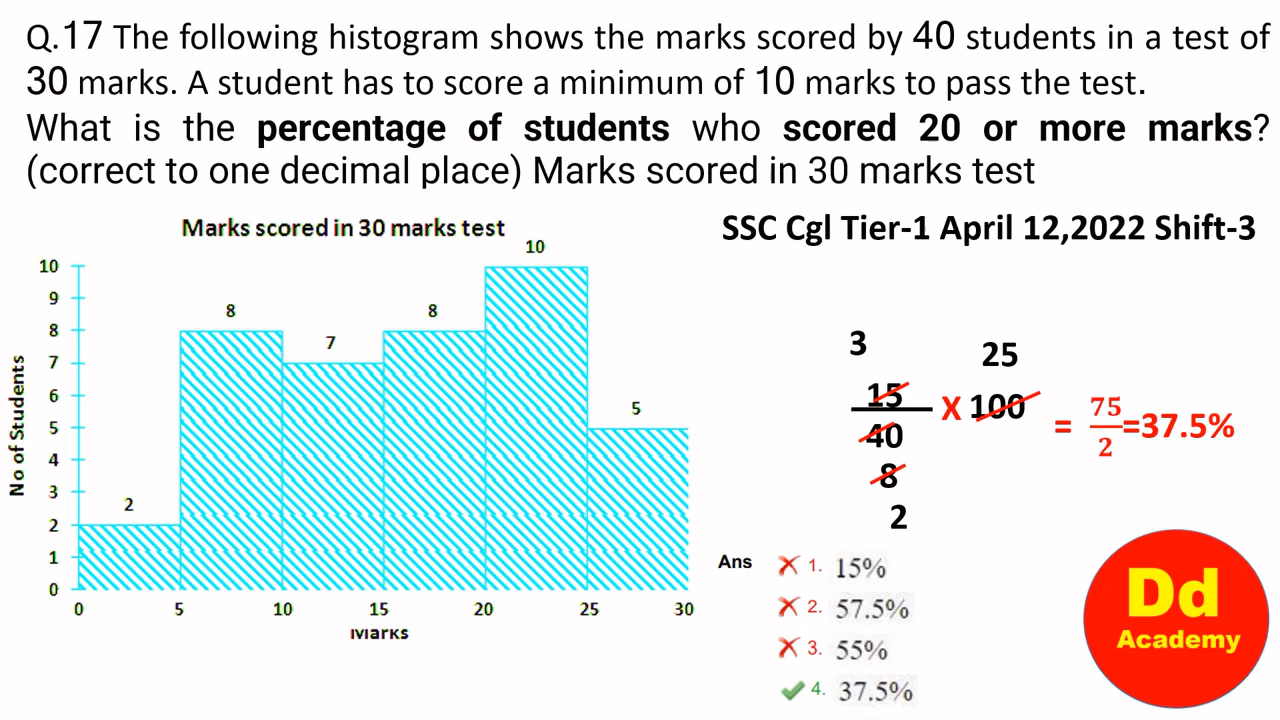 Q.17 The following histogram shows the marks scored by 40 students in a test of
30 marks. A student has to score a minimum of 10 marks to pass the test.
What is the percentage of students who scored 20 or more marks?
(correct to one decimal place) Marks scored in 30 marks test
Marks scored in 30 marks test
SSC Cgl Tier-1 April 12,2022 Shift-3
No of Students
10
9
8
7
6
5
4
3
2
1
0
2
8
7
8
10
5
0 5 10 15 20 25 30
Marks
3
25
15
X 100
40
= 75/2=37.5%
8
2
Ans
1. 15%
2. 57.5%
3. 55%
4. 37.5%
Dd
Academy